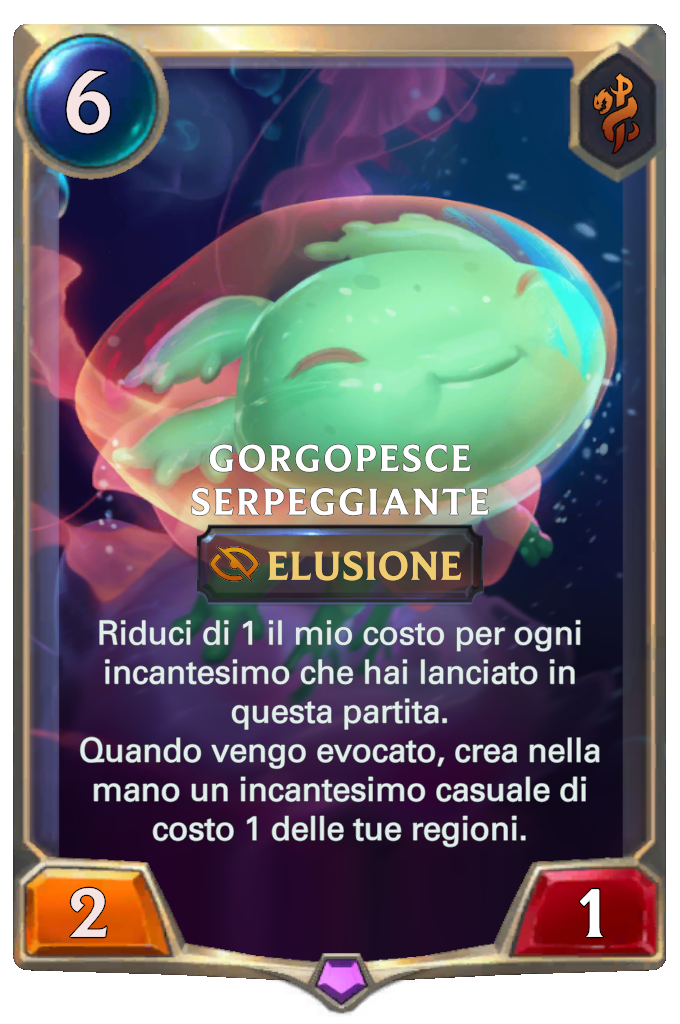 6
GORGOPESCE
SERPEGGIANTE
ELUSIONE
Riduci di 1 il mio costo per ogni
incantesimo che hai lanciato in
questa partita.
Quando vengo evocato, crea nella
mano un incantesimo casuale di
costo 1 delle tue regioni.
2
1